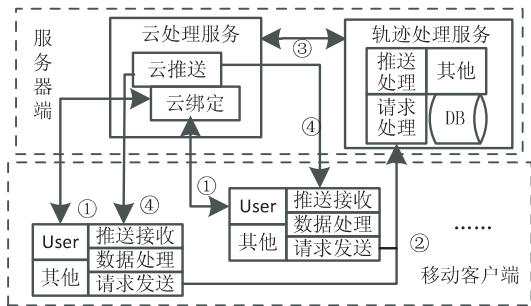 服务器端
云处理服务
云推送
云绑定
③
轨迹处理服务
推送处理
其他
请求处理
DB
①
④
User
推送接收
数据处理
其他
请求发送
①
④
User
推送接收
数据处理
其他
请求发送
②
……
移动客户端